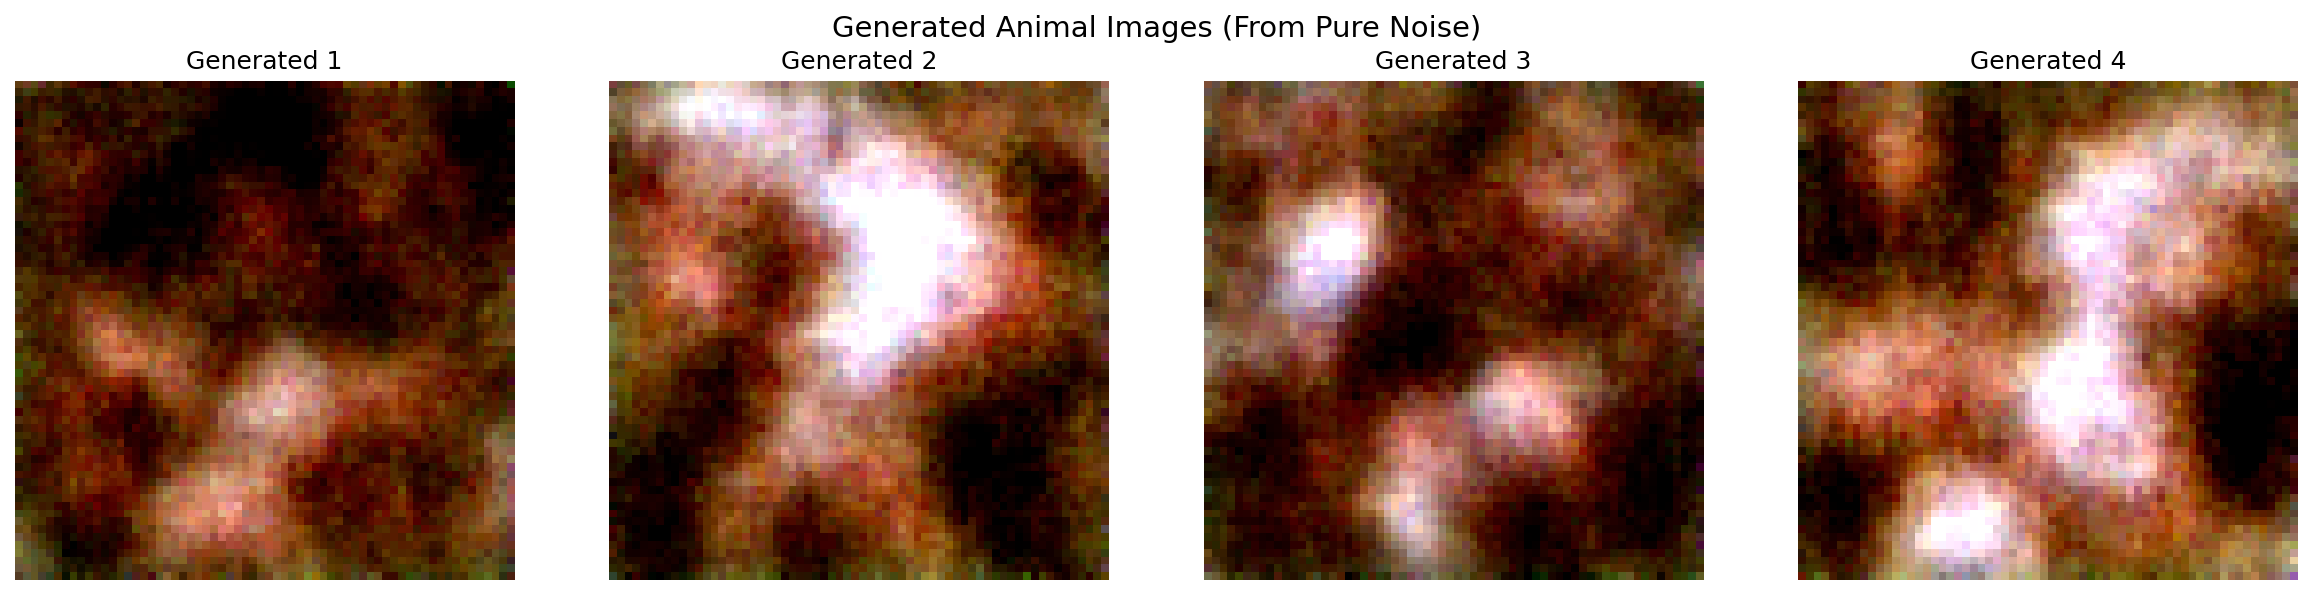 Generated Animal Images (From Pure Noise)
Generated 1
Generated 2
Generated 3
Generated 4